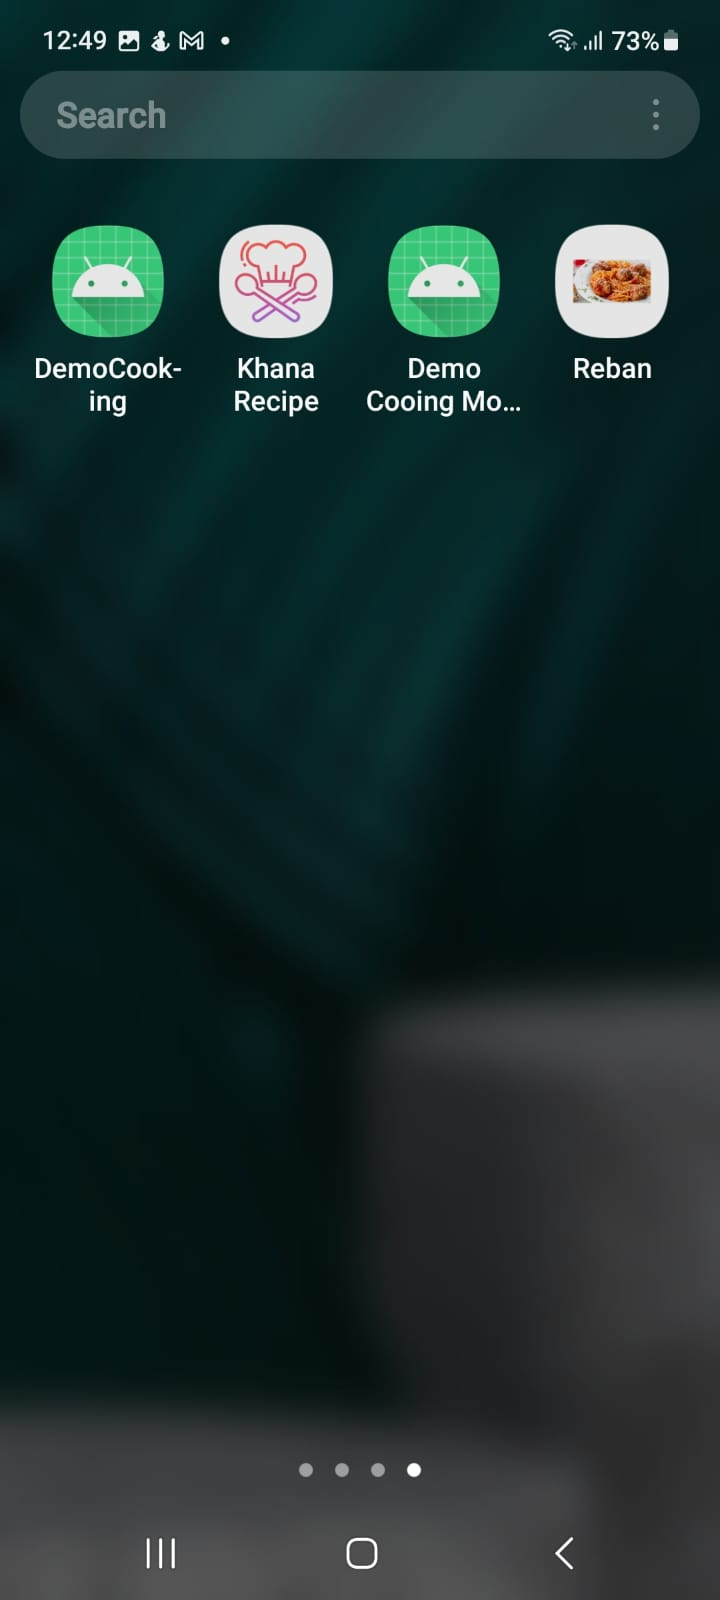 12:49
73%
Search
DemoCook-
ing
Khana
Recipe
Demo
Cooing Mo...
Reban